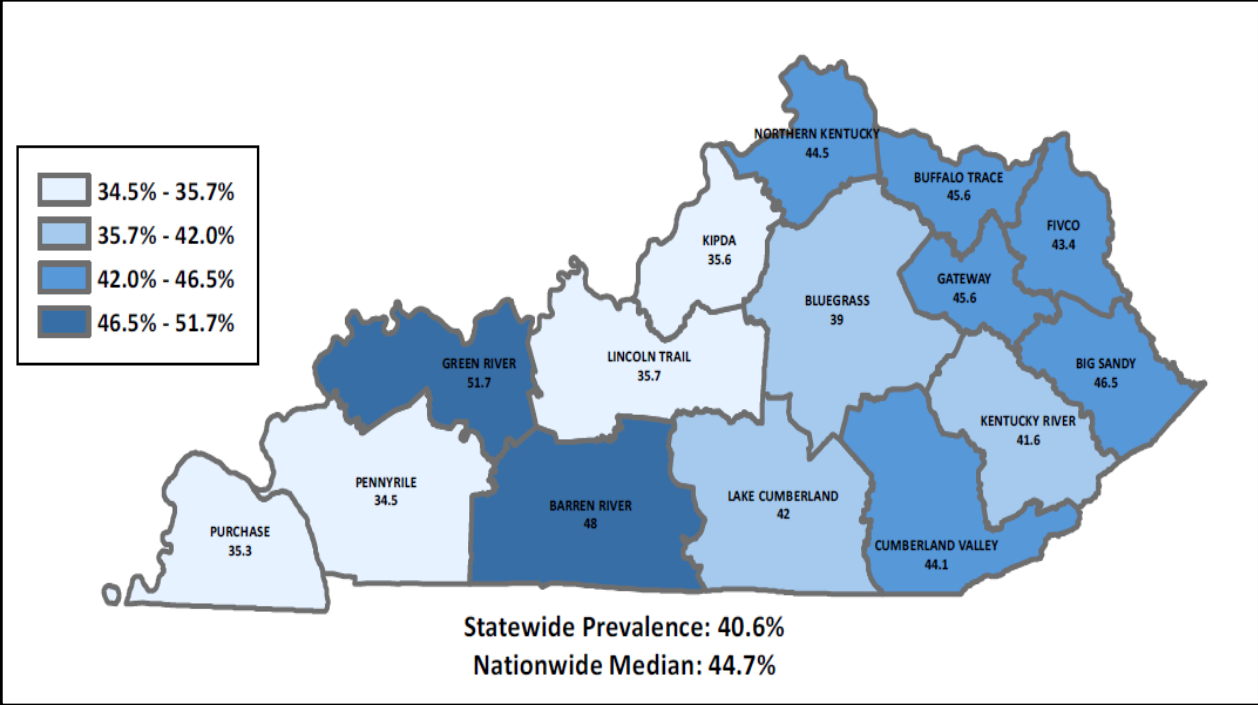 34.5% - 35.7%
35.7% - 42.0%
42.0% - 46.5%
46.5% - 51.7%
NORTHERN KENTUCKY
44.5
BUFFALO TRACE
45.6
FIVCO
43.4
KIPDA
35.6
GATEWAY
45.6
BLUEGRASS
39
LINCOLN TRAIL
35.7
GREEN RIVER
51.7
BIG SANDY
46.5
KENTUCKY RIVER
41.6
PENNYRILE
34.5
LAKE CUMBERLAND
42
BARREN RIVER
48
PURCHASE
35.3
CUMBERLAND VALLEY
44.1
Statewide Prevalence: 40.6%
Nationwide Median: 44.7%